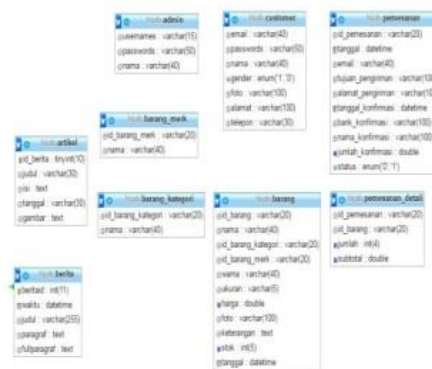 admin
usernames : varchar(15)
passwords : varchar(50)
nama : varchar(40)
customer
email : varchar(40)
passwords : varchar(50)
nama : varchar(40)
gender : enum('1','0')
foto : varchar(100)
alamat : varchar(100)
telepon : varchar(30)
pemesanan
id_pemesanan : varchar(20)
tanggal : datetime
email : varchar(40)
tujuan_pengiriman : varchar(100
alamat_pengiriman : varchar(10
tanggal_konfirmasi : datetime
bank_konfirmasi : varchar(100)
nama_konfirmasi : varchar(100)
jumlah_konfirmasi : double
status : enum('0','1')
barang_merk
id_barang_merk : varchar(20)
nama : varchar(40)
artikel
id_berita : tinyint(10)
judul : varchar(30)
isi : text
tanggal : varchar(30)
gambar : text
barang_kategori
id_barang_kategori : varchar(20)
nama : varchar(40)
barang
id_barang : varchar(20)
nama : varchar(40)
id_barang_kategori : varchar(20)
id_barang_merk : varchar(20)
warna : varchar(40)
ukuran : varchar(5)
harga : double
foto : varchar(100)
keterangan : text
stok : int(5)
tanggal : datetime
pemesanan_detail
id_pemesanan : varchar(20)
id_barang : varchar(20)
jumlah : int(4)
subtotal : double
berita
beritaid : int(11)
waktu : datetime
judul : varchar(255)
paragraf : text
fullparagraf : text